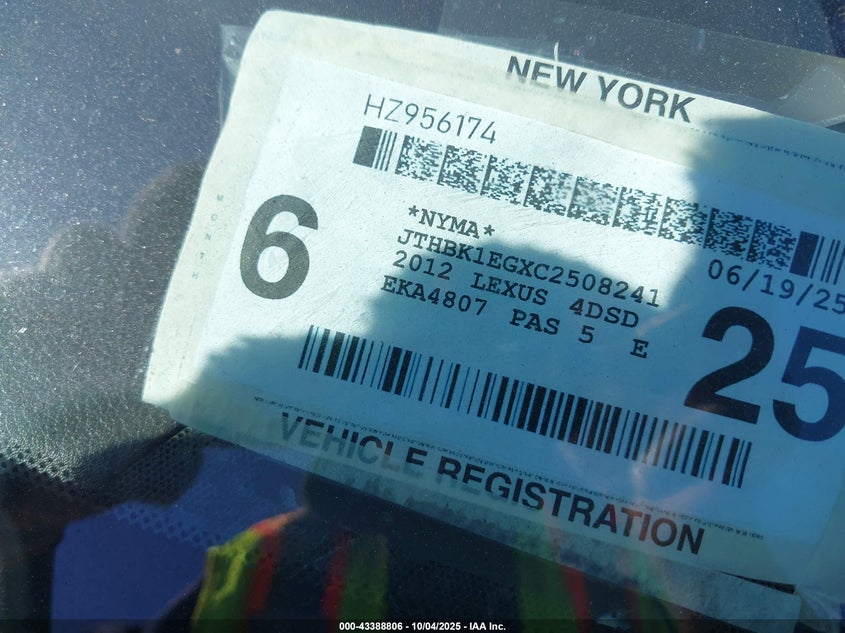 NEW YORK
HZ956174
MONTH
6
*NYMA*
JTHBK1EGXC2508241
06/19/25
2012 LEXUS 4DSD
EKA4807 PAS 5 E
25
VEHICLE REGISTRATION
000-43388806 - 10/04/2025 - IAA Inc.